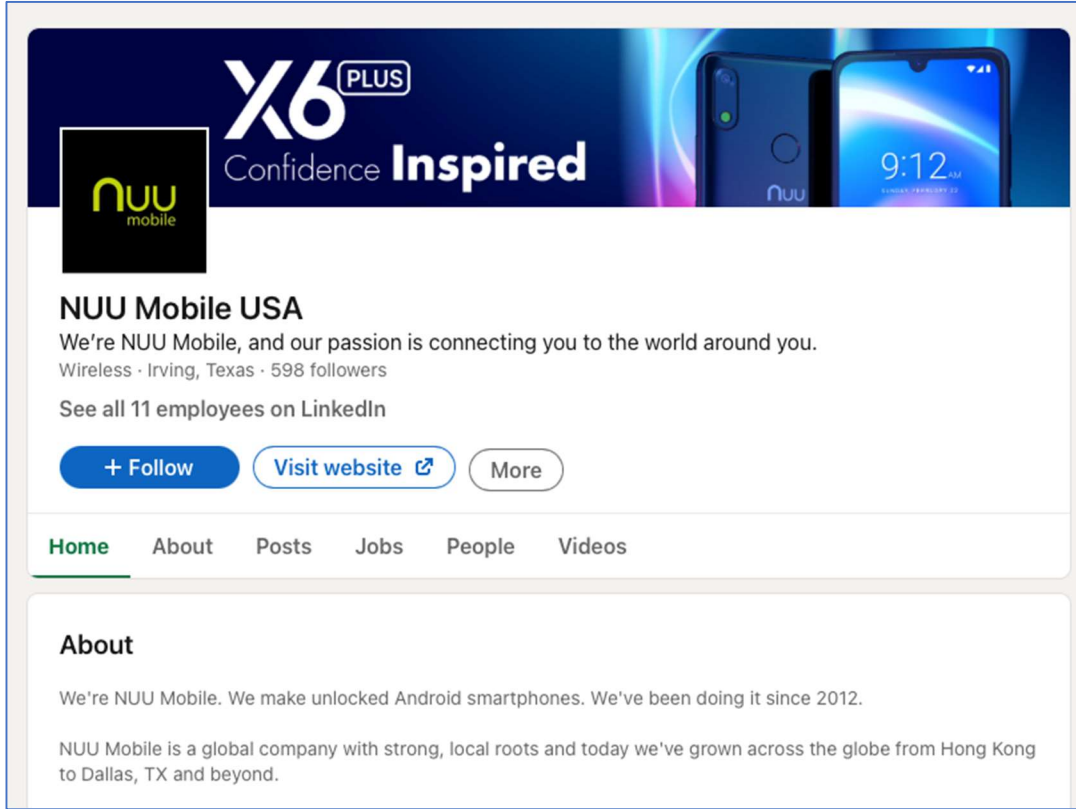 X6 PLUS
Confidence Inspired
nuu
mobile
nuu
9:12 AM
SUNDAY, FEBRUARY 22
NUU Mobile USA
We're NUU Mobile, and our passion is connecting you to the world around you.
Wireless · Irving, Texas · 598 followers
See all 11 employees on LinkedIn
+ Follow
Visit website
More
Home About Posts Jobs People Videos
About
We're NUU Mobile. We make unlocked Android smartphones. We've been doing it since 2012.
NUU Mobile is a global company with strong, local roots and today we've grown across the globe from Hong Kong
to Dallas, TX and beyond.